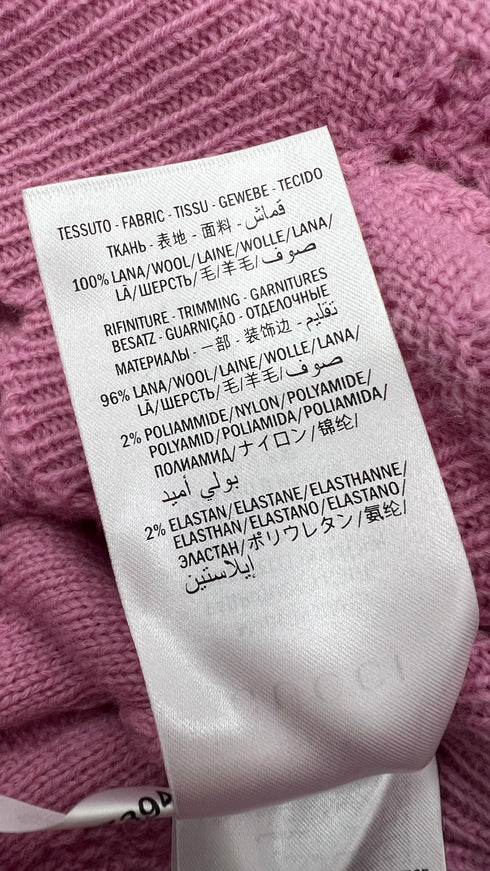 TESSUTO - FABRIC - TISSU - GEWEBE - TECIDO
ТКАНЬ - 表地 - 面料 - قماش
100% LANA/WOOL/LAINE/WOLLE/LANA/
LÃ/ШЕРСТЬ/毛/羊毛/صوف/
RIFINITURE - TRIMMING - GARNITURES
BESATZ - GUARNIÇÃO - ОТДЕЛОЧНЫЕ
МАТЕРИАЛЫ - 一部 - 装饰边 - تقليم
96% LANA/WOOL/LAINE/WOLLE/LANA/
LÃ/ШЕРСТЬ/毛/羊毛/صوف/
2% POLIAMMIDE/NYLON/POLYAMIDE/
POLYAMID/POLIAMIDA/POLIAMIDA/
ПОЛИАМИД/ナイロン/锦纶/
بولي أميد
2% ELASTAN/ELASTANE/ELASTHANNE/
ELASTHAN/ELASTANO/ELASTANO/
ЭЛАСТАН/ポリウレタン/氨纶/
إيلاستين
GUCCI